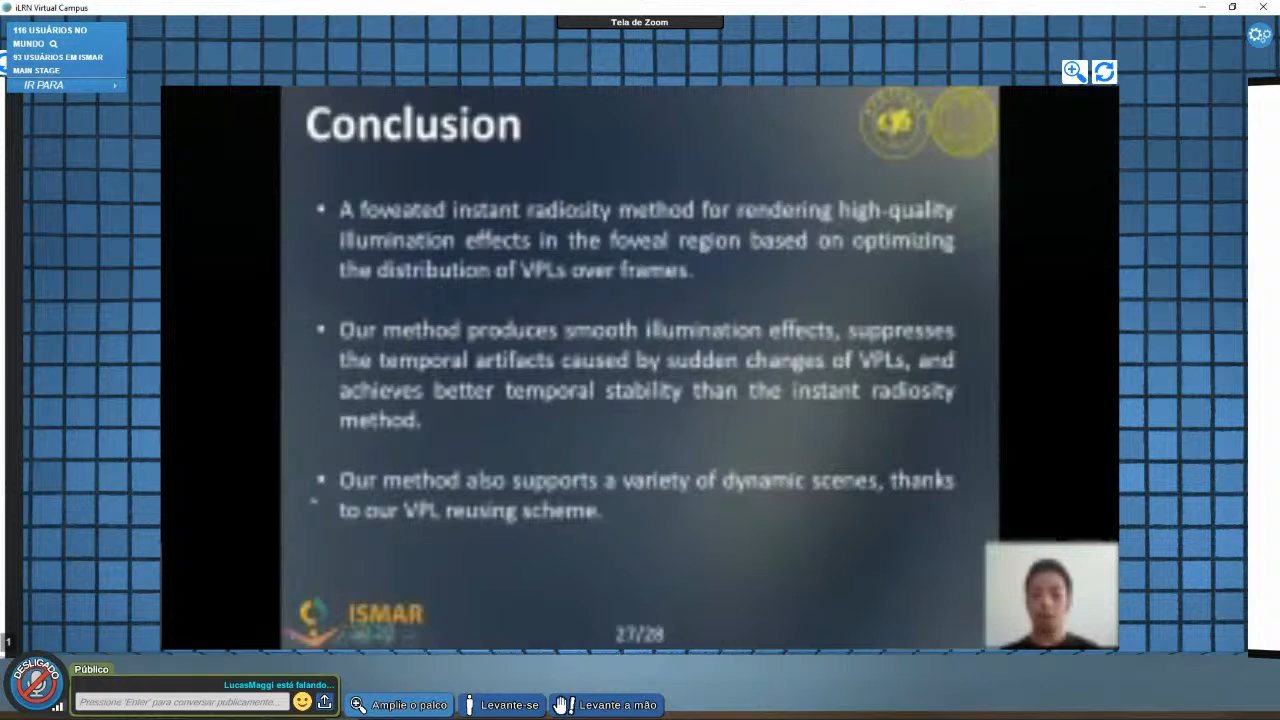 iLRN Virtual Campus
116 USUÁRIOS NO
MUNDO
93 USUÁRIOS EM ISMAR
MAIN STAGE
IR PARA
Tela de Zoom
Conclusion
• A foveated instant radiosity method for rendering high-quality
illumination effects in the foveal region based on optimizing
the distribution of VPLs over frames.
• Our method produces smooth illumination effects, suppresses
the temporal artifacts caused by sudden changes of VPLs, and
achieves better temporal stability than the instant radiosity
method.
• Our method also supports a variety of dynamic scenes, thanks
to our VPL reusing scheme.
ISMAR
27/28
1
DESLIGADO
Público
LucasMaggi está falando...
Pressione 'Enter' para conversar publicamente...
Amplie o palco
Levante-se
Levante a mão